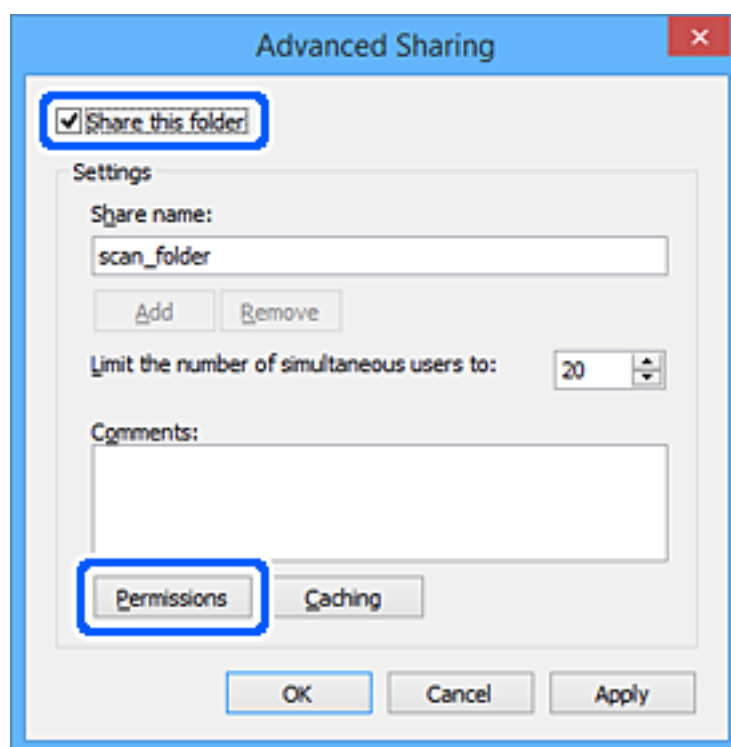 Advanced Sharing
Share this folder
Settings
Share name:
scan_folder
Add Remove
Limit the number of simultaneous users to: 20
Comments:
Permissions Caching
OK Cancel Apply